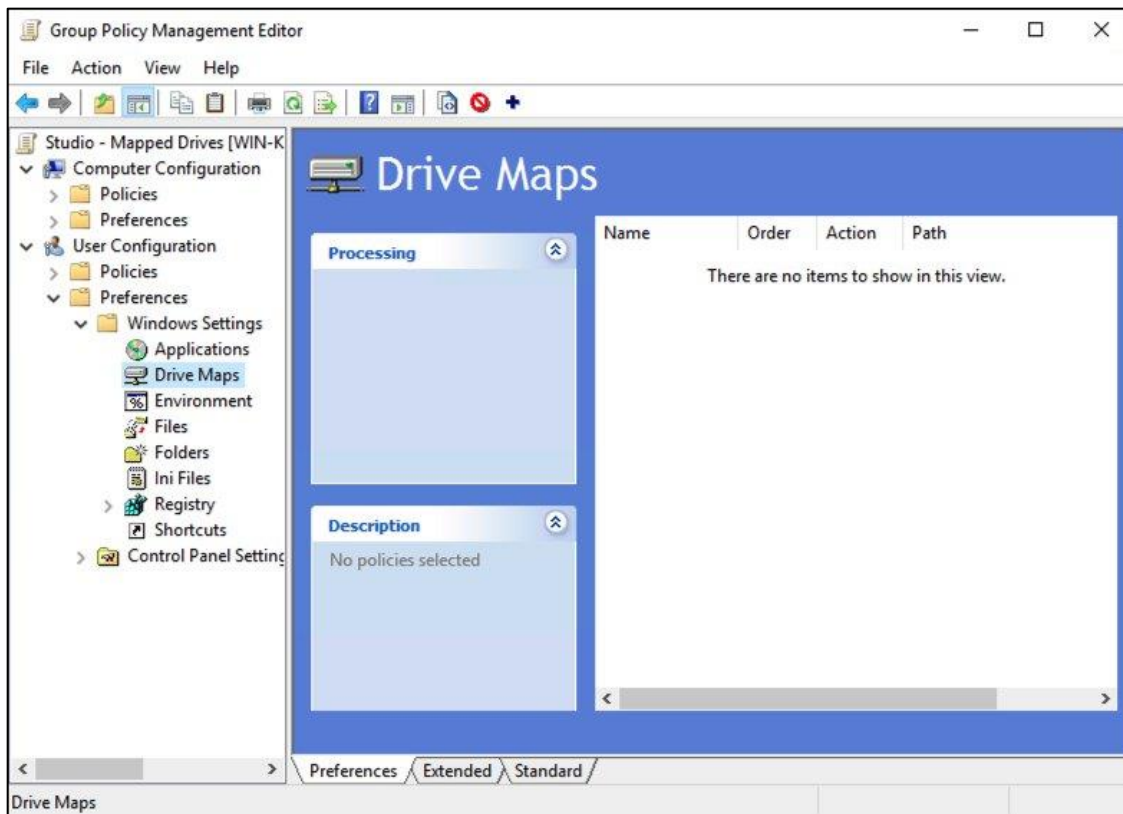 Group Policy Management Editor
File Action View Help
Studio - Mapped Drives [WIN-K
Computer Configuration
Policies
Preferences
User Configuration
Policies
Preferences
Windows Settings
Applications
Drive Maps
Environment
Files
Folders
Ini Files
Registry
Shortcuts
Control Panel Setting
Drive Maps
Processing
Description
No policies selected
Name Order Action Path
There are no items to show in this view.
Preferences Extended Standard
Drive Maps